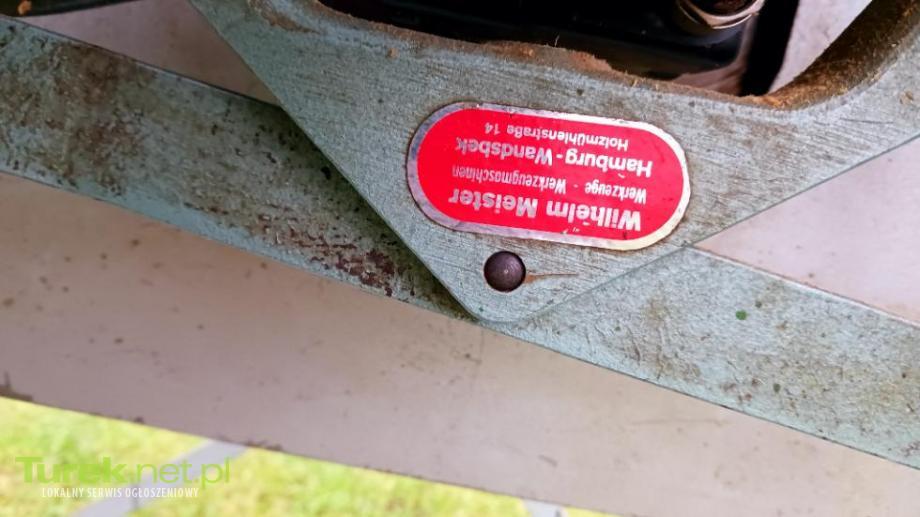 Wilhelm Meister
Werkzeuge - Werkzeugmaschinen
Hamburg-Wandsbek
Holzmühlenstraße 14
Turek.net.pl
LOKALNY SERWIS OGŁOSZENIOWY